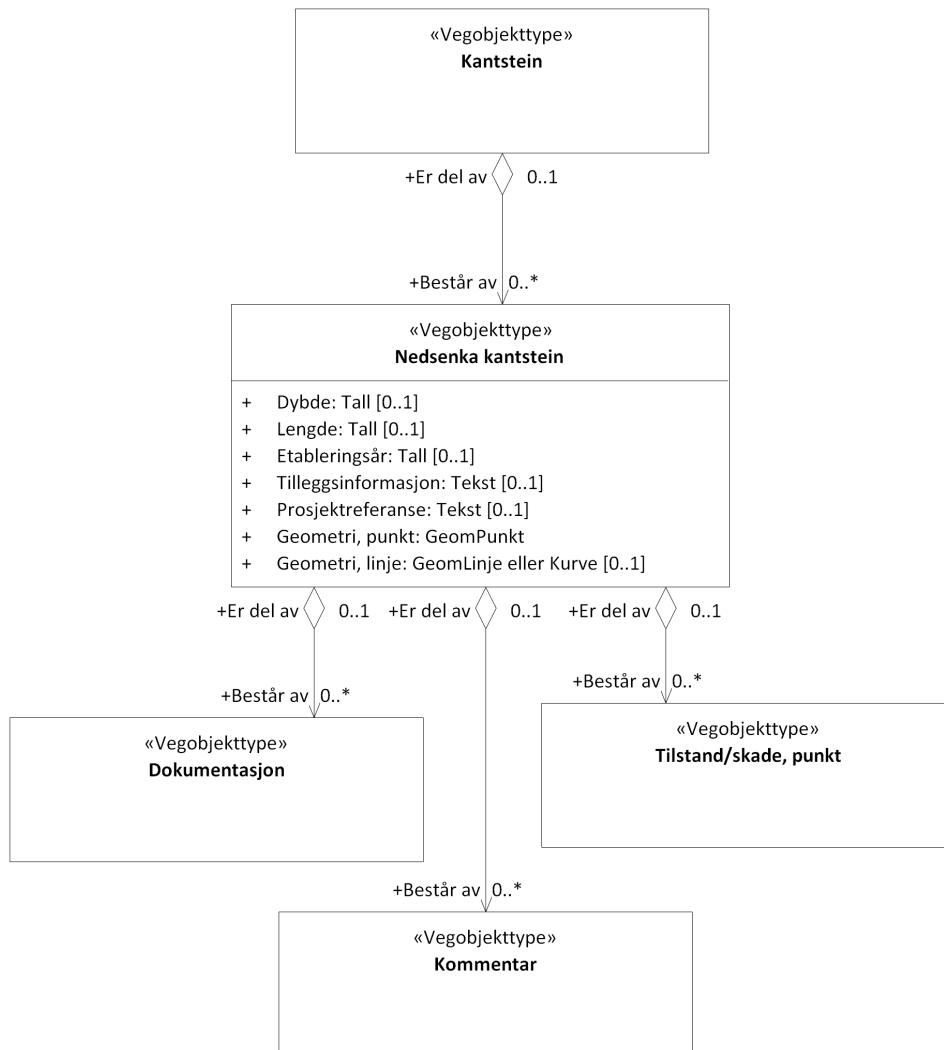 «Vegobjekttype»
Kantstein
+Er del av 0..1
+Består av 0..*
«Vegobjekttype»
Nedsenka kantstein
+ Dybde: Tall [0..1]
+ Lengde: Tall [0..1]
+ Etableringsår: Tall [0..1]
+ Tilleggsinformasjon: Tekst [0..1]
+ Prosjektreferanse: Tekst [0..1]
+ Geometri, punkt: GeomPunkt
+ Geometri, linje: GeomLinje eller Kurve [0..1]
+Er del av 0..1 +Er del av 0..1 +Er del av 0..1
+Består av 0..*
+Består av 0..*
«Vegobjekttype»
Tilstand/skade, punkt
«Vegobjekttype»
Dokumentasjon
+Består av 0..*
«Vegobjekttype»
Kommentar